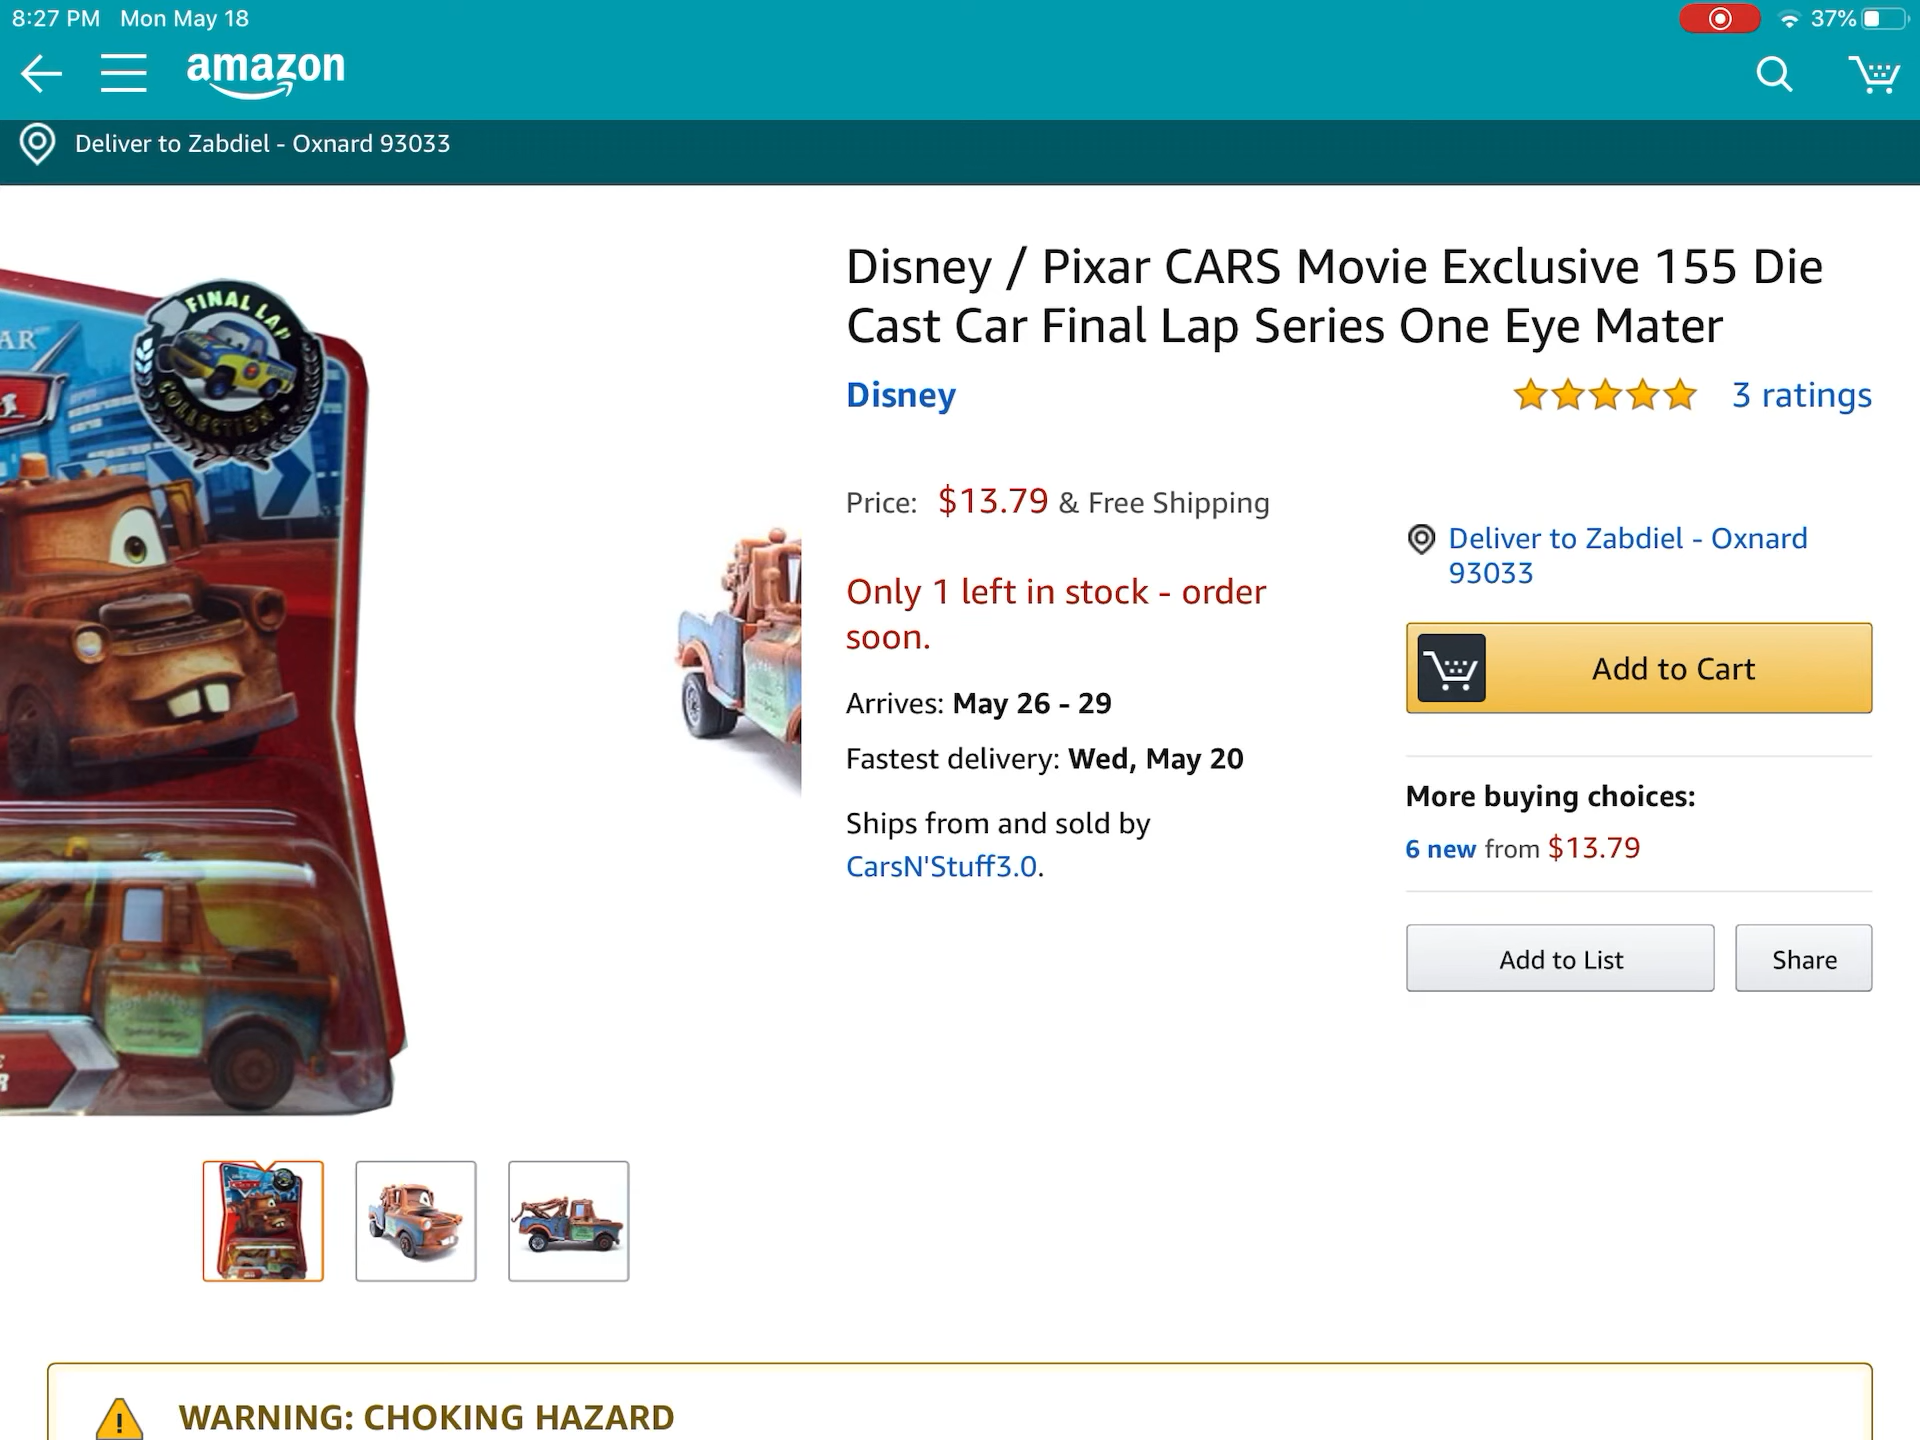 8:27 PM Mon May 18
37%
amazon
Deliver to Zabdiel - Oxnard 93033
FINAL LAP
COLLECTION
Disney / Pixar CARS Movie Exclusive 155 Die
Cast Car Final Lap Series One Eye Mater
Disney
3 ratings
Price: $13.79 & Free Shipping
Only 1 left in stock - order
soon.
Arrives: May 26 - 29
Fastest delivery: Wed, May 20
Ships from and sold by
CarsN'Stuff3.0.
Deliver to Zabdiel - Oxnard
93033
Add to Cart
More buying choices:
6 new from $13.79
Add to List
Share
WARNING: CHOKING HAZARD